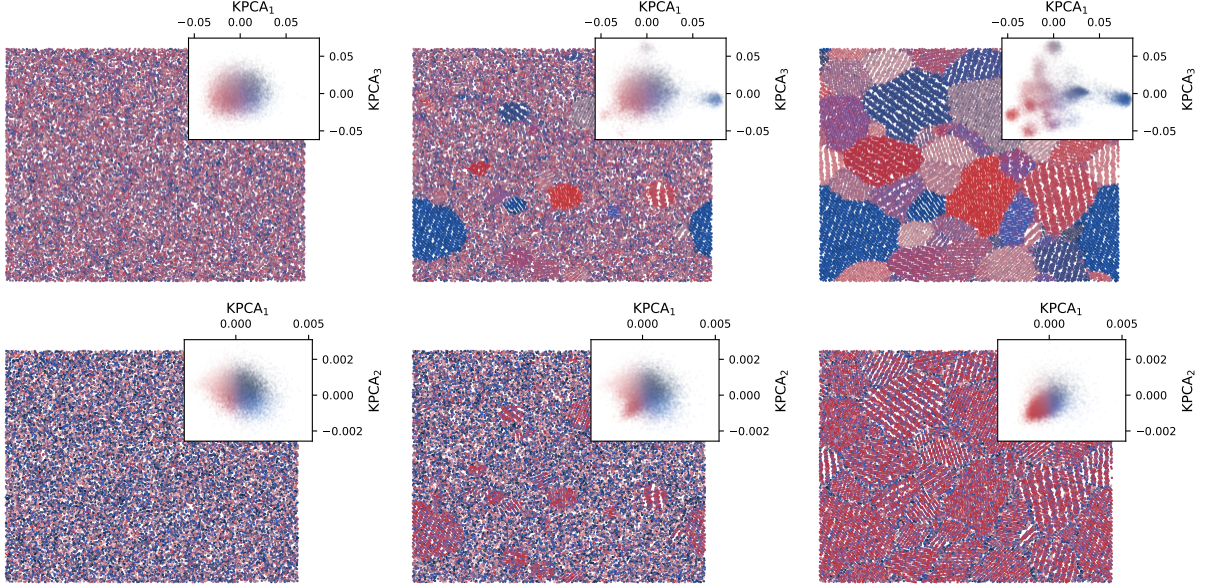 KPCA₁ KPCA₁ KPCA₁
−0.05 0.00 0.05 −0.05 0.00 0.05 −0.05 0.00 0.05
0.05 0.05 0.05
0.00 0.00 0.00
−0.05 −0.05 −0.05
KPCA₃ KPCA₃ KPCA₃
KPCA₁ KPCA₁ KPCA₁
0.000 0.005 0.000 0.005 0.000 0.005
0.002 0.002 0.002
0.000 0.000 0.000
−0.002 −0.002 −0.002
KPCA₂ KPCA₂ KPCA₂